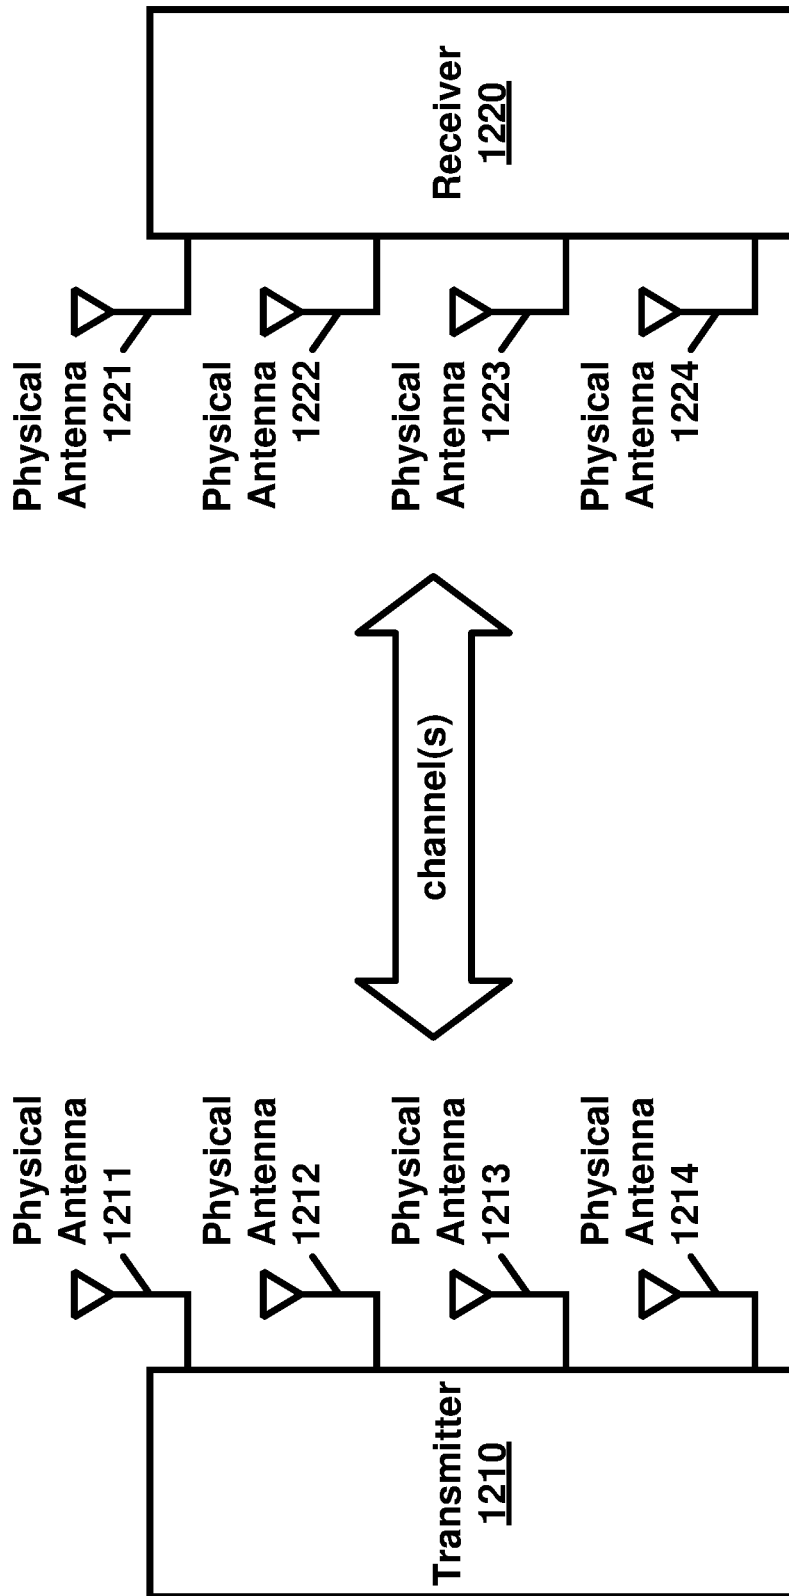 Transmitter
1210
Physical
Antenna
1211
Physical
Antenna
1212
Physical
Antenna
1213
Physical
Antenna
1214
channel(s)
Physical
Antenna
1221
Physical
Antenna
1222
Physical
Antenna
1223
Physical
Antenna
1224
Receiver
1220